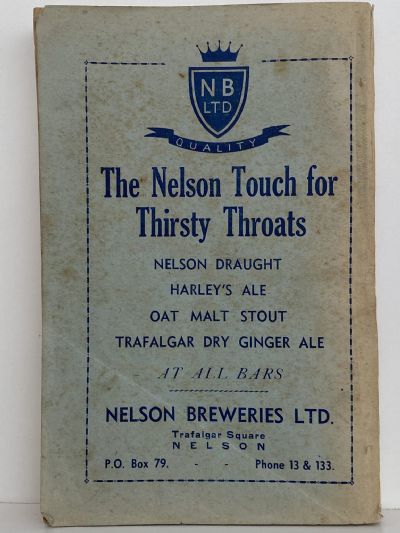 N B
LTD
QUALITY
The Nelson Touch for
Thirsty Throats
NELSON DRAUGHT
HARLEY'S ALE
OAT MALT STOUT
TRAFALGAR DRY GINGER ALE
AT ALL BARS
NELSON BREWERIES LTD.
Trafalgar Square
NELSON
P.O. Box 79. - - Phone 13 & 133.